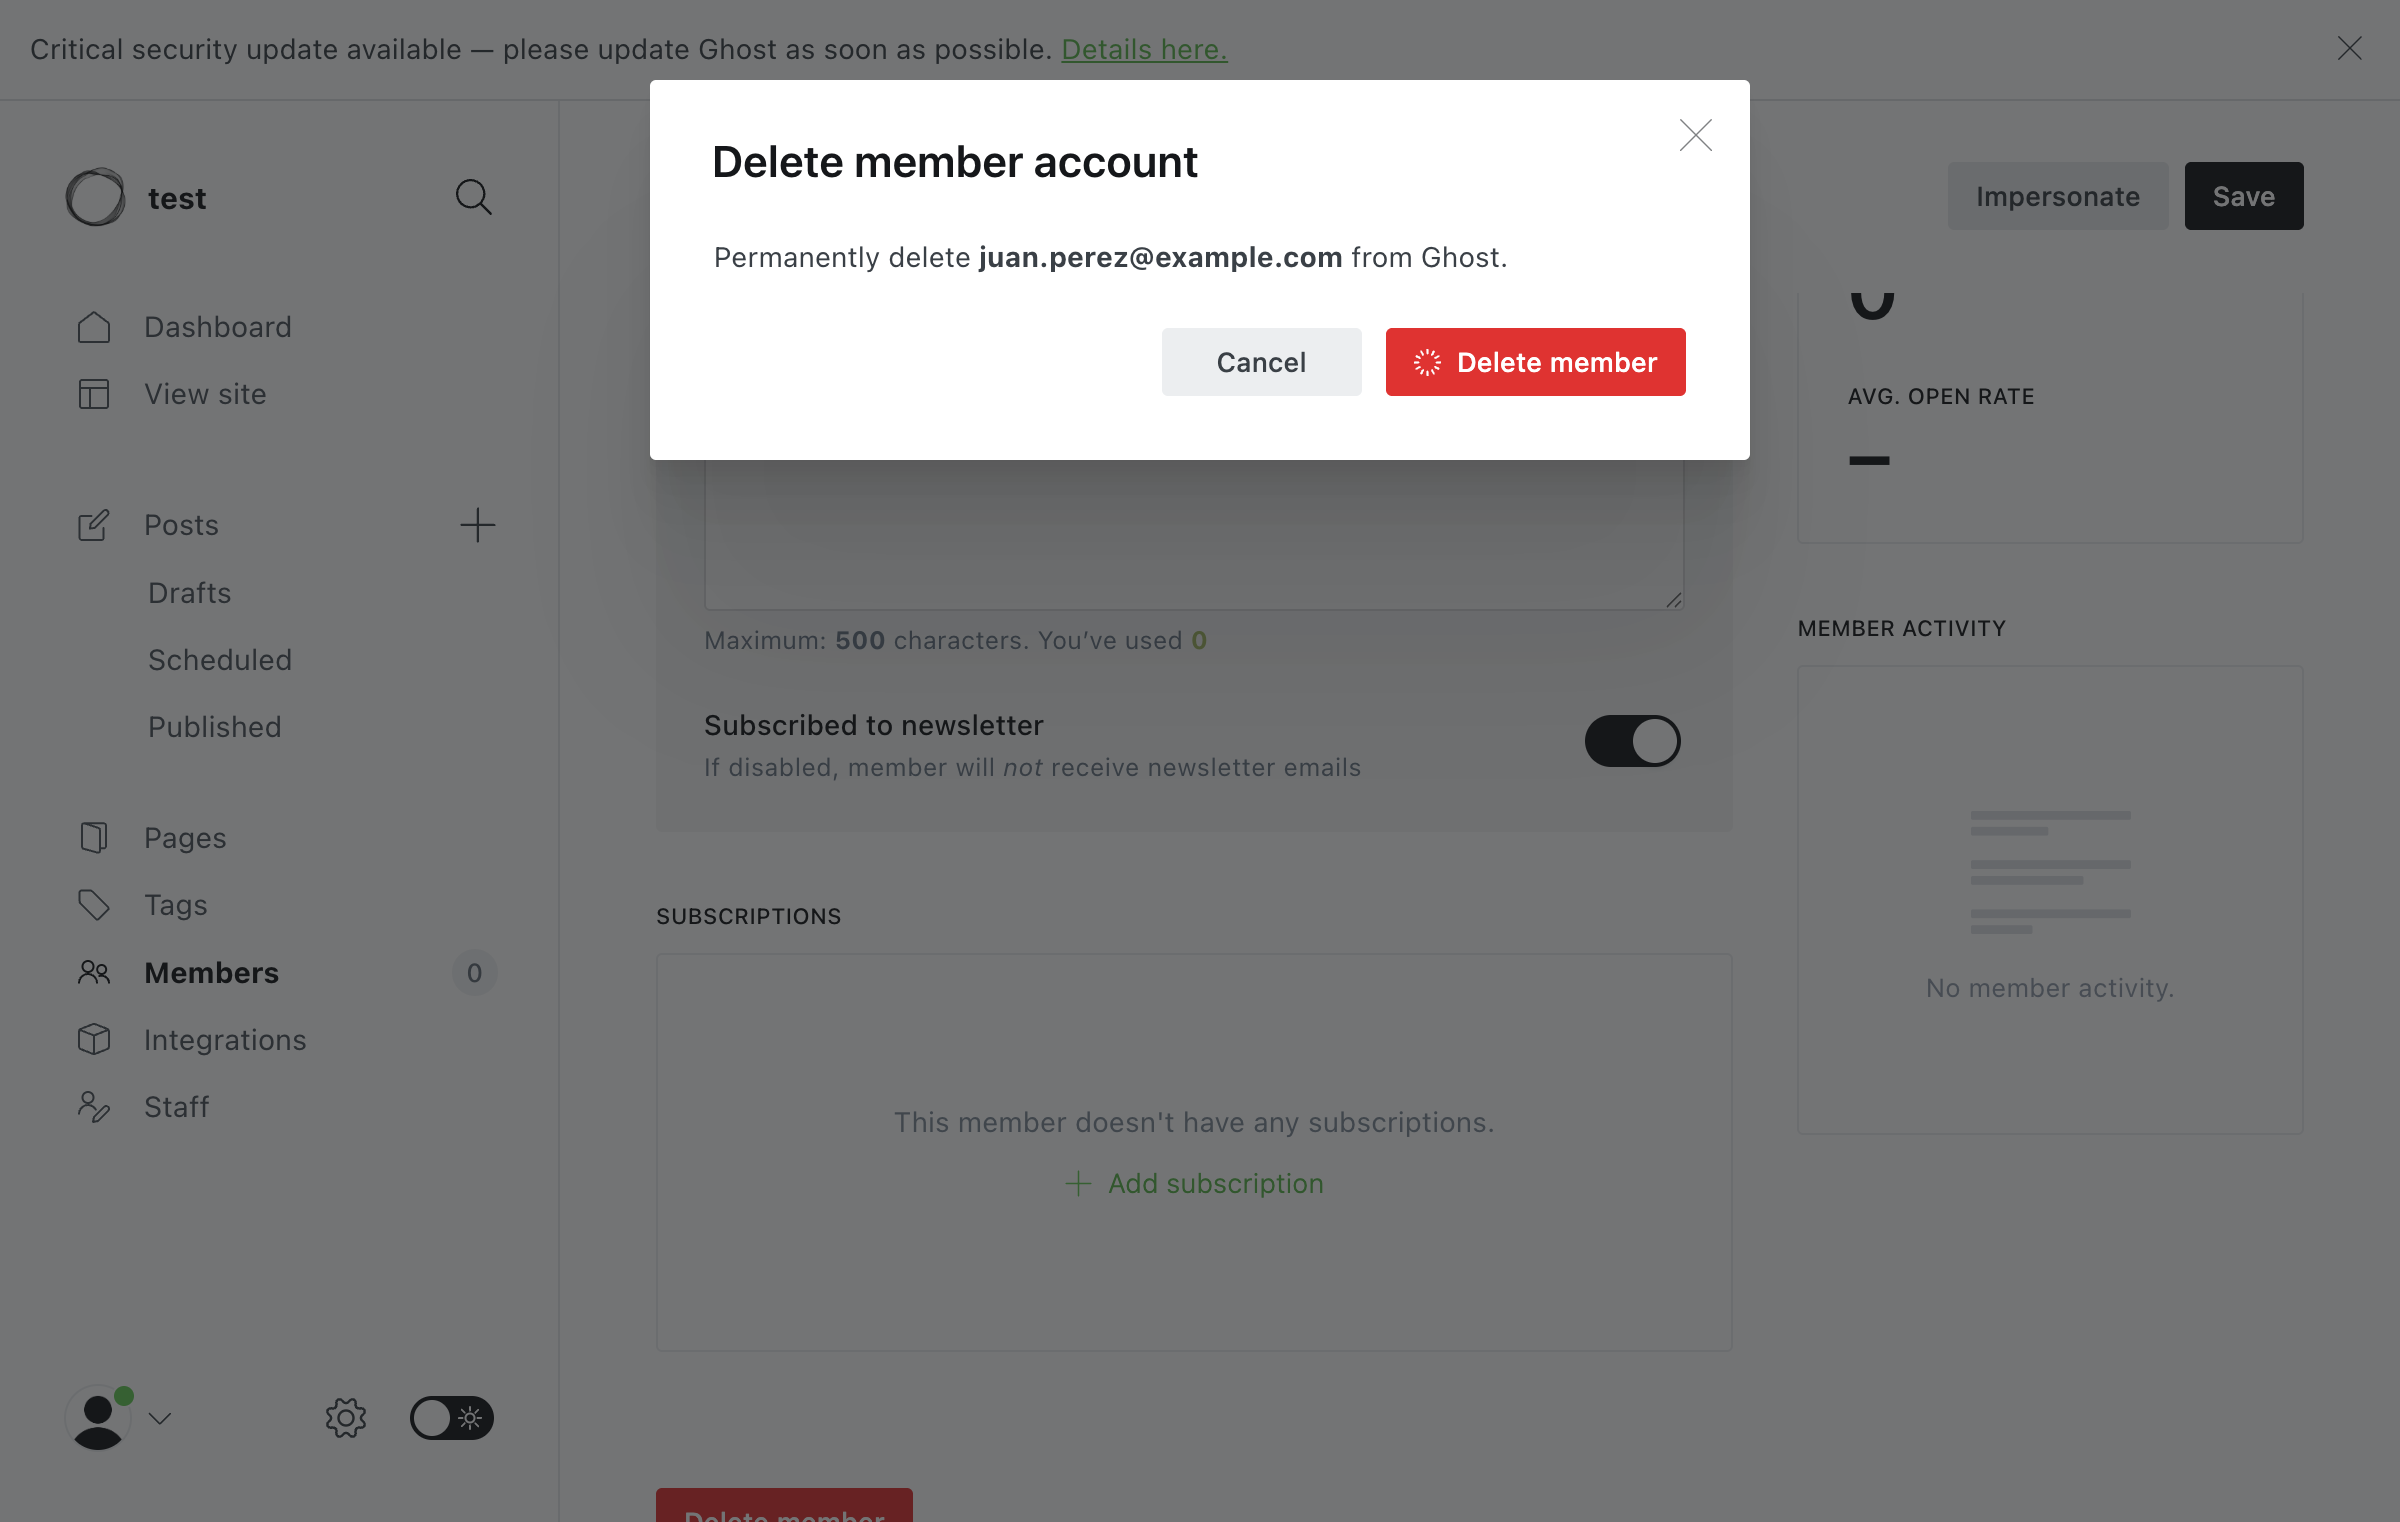 Critical security update available — please update Ghost as soon as possible. Details here.
test
Dashboard
View site
Posts
Drafts
Scheduled
Published
Pages
Tags
Members
0
Integrations
Staff
Delete member account
Permanently delete juan.perez@example.com from Ghost.
Cancel
Delete member
Impersonate
Save
0
AVG. OPEN RATE
–
Maximum: 500 characters. You’ve used 0
Subscribed to newsletter
If disabled, member will not receive newsletter emails
SUBSCRIPTIONS
This member doesn't have any subscriptions.
Add subscription
MEMBER ACTIVITY
No member activity.
Delete member